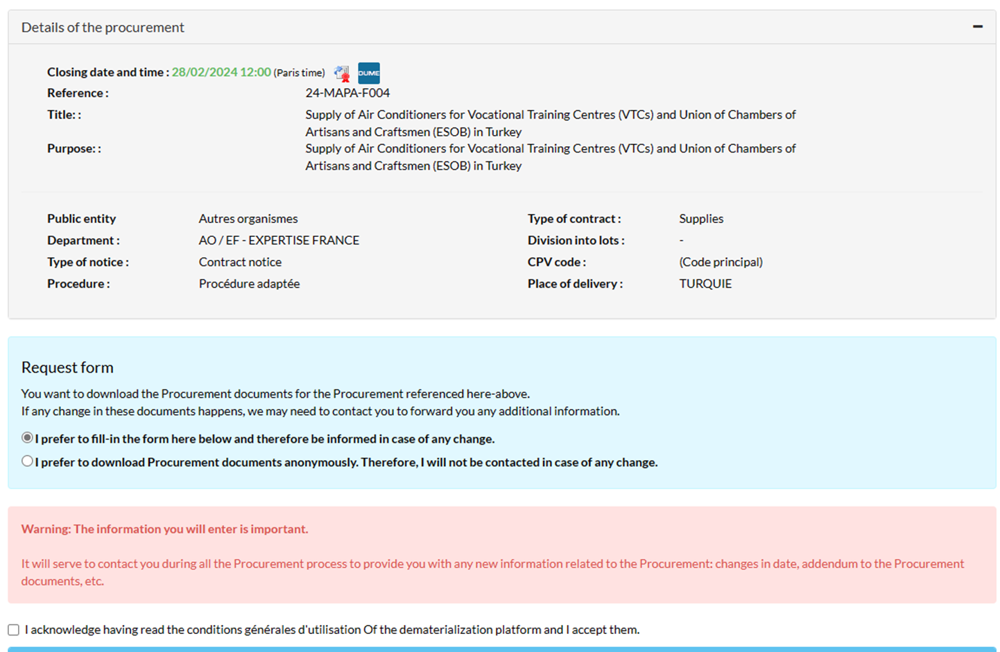 Details of the procurement
Closing date and time : 28/02/2024 12:00 (Paris time) DUME
Reference : 24-MAPA-F004
Title: : Supply of Air Conditioners for Vocational Training Centres (VTCs) and Union of Chambers of
Artisans and Craftsmen (ESOB) in Turkey
Purpose: : Supply of Air Conditioners for Vocational Training Centres (VTCs) and Union of Chambers of
Artisans and Craftsmen (ESOB) in Turkey
Public entity Autres organismes Type of contract : Supplies
Department : AO / EF - EXPERTISE FRANCE Division into lots : -
Type of notice : Contract notice CPV code : (Code principal)
Procedure : Procédure adaptée Place of delivery : TURQUIE
Request form
You want to download the Procurement documents for the Procurement referenced here-above.
If any change in these documents happens, we may need to contact you to forward you any additional information.
I prefer to fill-in the form here below and therefore be informed in case of any change.
I prefer to download Procurement documents anonymously. Therefore, I will not be contacted in case of any change.
Warning: The information you will enter is important.
It will serve to contact you during all the Procurement process to provide you with any new information related to the Procurement: changes in date, addendum to the Procurement
documents, etc.
I acknowledge having read the conditions générales d'utilisation Of the dematerialization platform and I accept them.